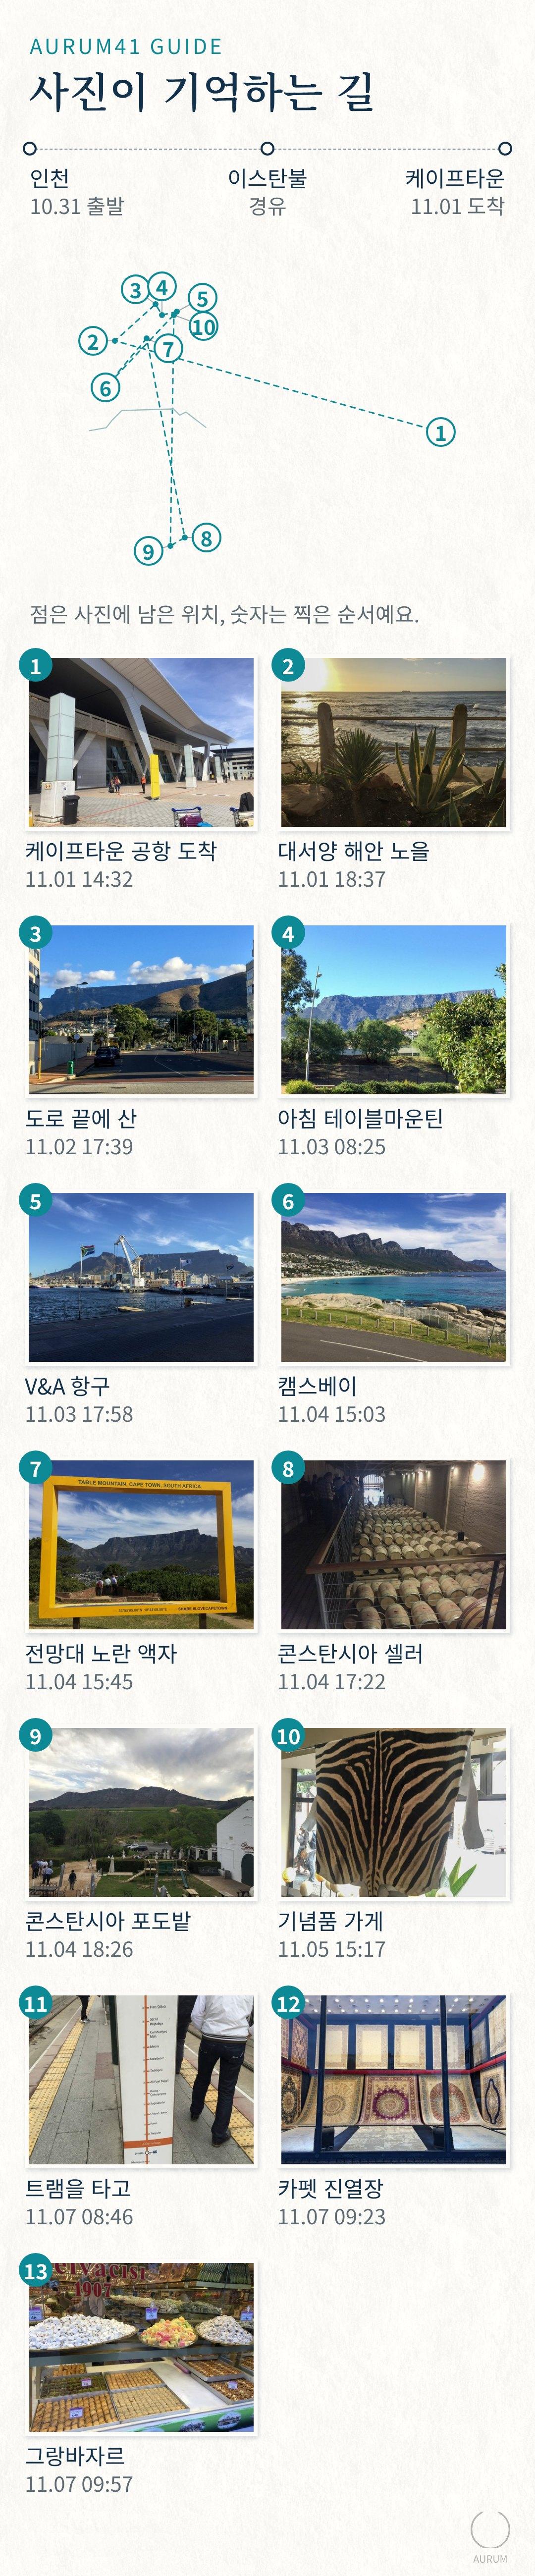 AURUM41 GUIDE
사진이 기억하는 길
인천
10.31 출발
이스탄불
경유
케이프타운
11.01 도착
3
4
5
10
2
7
6
1
8
9
점은 사진에 남은 위치, 숫자는 찍은 순서예요.
1
케이프타운 공항 도착
11.01 14:32
2
대서양 해안 노을
11.01 18:37
3
도로 끝에 산
11.02 17:39
4
아침 테이블마운틴
11.03 08:25
5
V&A 항구
11.03 17:58
6
캠스베이
11.04 15:03
7
TABLE MOUNTAIN, CAPE TOWN, SOUTH AFRICA.
전망대 노란 액자
11.04 15:45
8
콘스탄시아 셀러
11.04 17:22
9
콘스탄시아 포도밭
11.04 18:26
10
기념품 가게
11.05 15:17
11
트램을 타고
11.07 08:46
12
카펫 진열장
11.07 09:23
13
1907
그랑바자르
11.07 09:57
AURUM